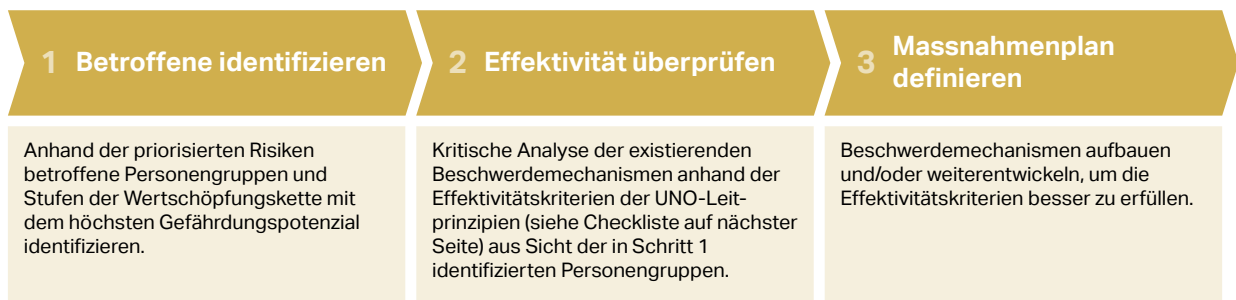 1 Betroffene identifizieren
Anhand der priorisierten Risiken
betroffene Personengruppen und
Stufen der Wertschöpfungskette mit
dem höchsten Gefährdungspotenzial
identifizieren.
2 Effektivität überprüfen
Kritische Analyse der existierenden
Beschwerdemechanismen anhand der
Effektivitätskriterien der UNO-Leit-
prinzipien (siehe Checkliste auf nächster
Seite) aus Sicht der in Schritt 1
identifizierten Personengruppen.
3 Massnahmenplan
definieren
Beschwerdemechanismen aufbauen
und/oder weiterentwickeln, um die
Effektivitätskriterien besser zu erfüllen.